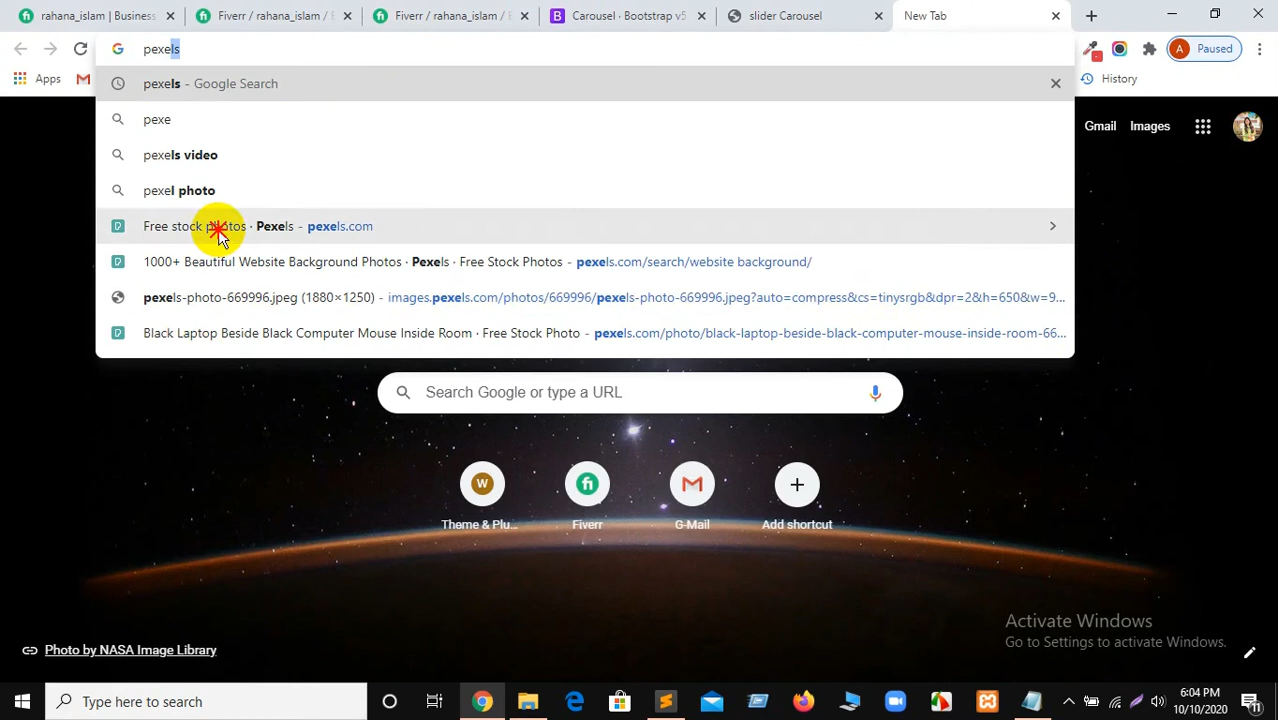 rahana_islam | Business
Fiverr / rahana_islam / E
Fiverr / rahana_islam / E
Carousel · Bootstrap v5
slider Carousel
New Tab
pexels
Paused
Apps
History
pexels - Google Search
pexe
pexels video
pexel photo
Free stock photos · Pexels - pexels.com
1000+ Beautiful Website Background Photos · Pexels · Free Stock Photos - pexels.com/search/website background/
pexels-photo-669996.jpeg (1880×1250) - images.pexels.com/photos/669996/pexels-photo-669996.jpeg?auto=compress&cs=tinysrgb&dpr=2&h=650&w=9...
Black Laptop Beside Black Computer Mouse Inside Room · Free Stock Photo - pexels.com/photo/black-laptop-beside-black-computer-mouse-inside-room-66...
Gmail Images
Search Google or type a URL
W
Theme & Plu...
Fiverr
G-Mail
Add shortcut
Activate Windows
Go to Settings to activate Windows.
Photo by NASA Image Library
Type here to search
6:04 PM
10/10/2020
11